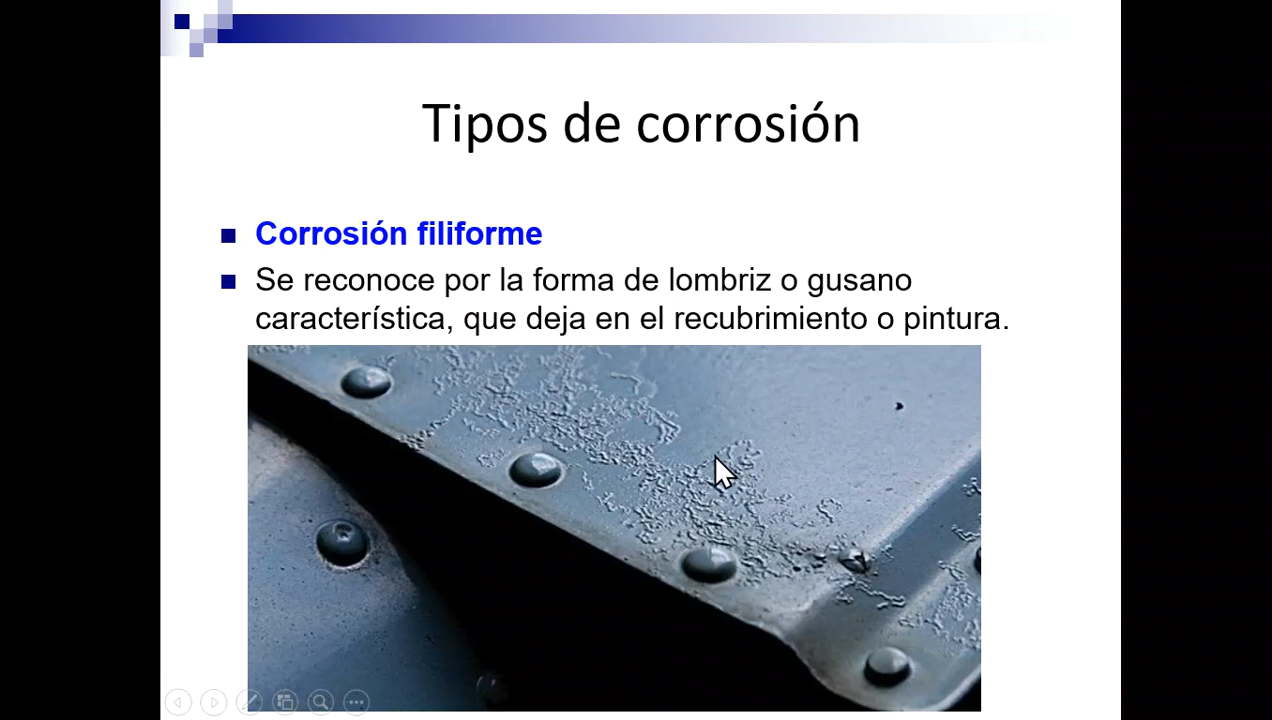 Tipos de corrosión
Corrosión filiforme
Se reconoce por la forma de lombriz o gusano
característica, que deja en el recubrimiento o pintura.